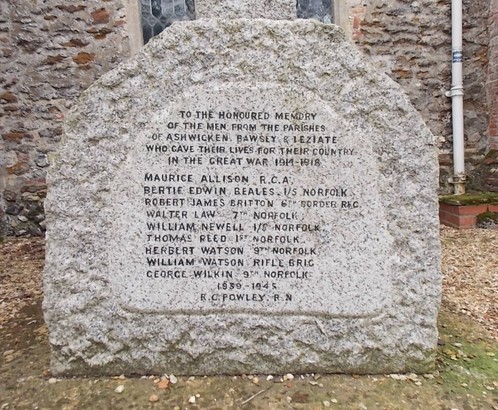 TO THE HONOURED MEMORY
OF THE MEN FROM THE PARISHES
OF ASHWICKEN, BAWSEY, & LEZIATE
WHO GAVE THEIR LIVES FOR THEIR COUNTRY
IN THE GREAT WAR. 1914-1918.
MAURICE ALLISON R.C.A.
BERTIE EDWIN BEALES. 1/5 NORFOLK.
ROBERT JAMES BRITTON 6TH BORDER REG.
WALTER LAW 7TH NORFOLK.
WILLIAM NEWELL 1/5 NORFOLK.
THOMAS REED 1ST NORFOLK.
HERBERT WATSON 9TH NORFOLK.
WILLIAM WATSON. RIFLE BRIG.
GEORGE WILKIN 9TH NORFOLK.
1939-1945
R.C. POWLEY. R.N